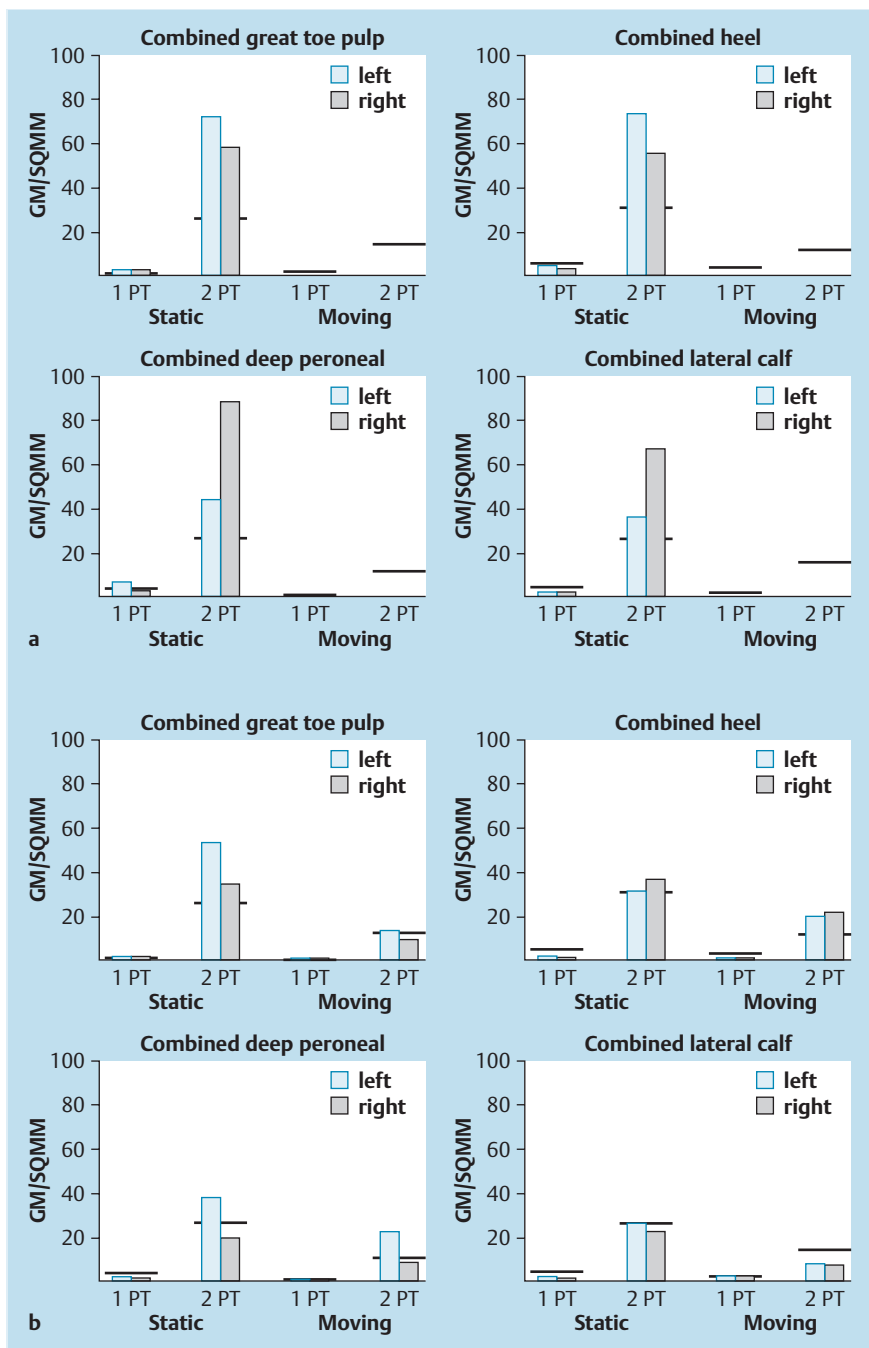 Combined great toe pulp
GM/SQMM
100
80
60
40
20
left
right
1 PT 2 PT 1 PT 2 PT
Static Moving
Combined heel
GM/SQMM
100
80
60
40
20
left
right
1 PT 2 PT 1 PT 2 PT
Static Moving
Combined deep peroneal
GM/SQMM
100
80
60
40
20
left
right
1 PT 2 PT 1 PT 2 PT
Static Moving
Combined lateral calf
GM/SQMM
100
80
60
40
20
left
right
1 PT 2 PT 1 PT 2 PT
Static Moving
a
Combined great toe pulp
GM/SQMM
100
80
60
40
20
left
right
1 PT 2 PT 1 PT 2 PT
Static Moving
Combined heel
GM/SQMM
100
80
60
40
20
left
right
1 PT 2 PT 1 PT 2 PT
Static Moving
Combined deep peroneal
GM/SQMM
100
80
60
40
20
left
right
1 PT 2 PT 1 PT 2 PT
Static Moving
Combined lateral calf
GM/SQMM
100
80
60
40
20
left
right
1 PT 2 PT 1 PT 2 PT
Static Moving
b